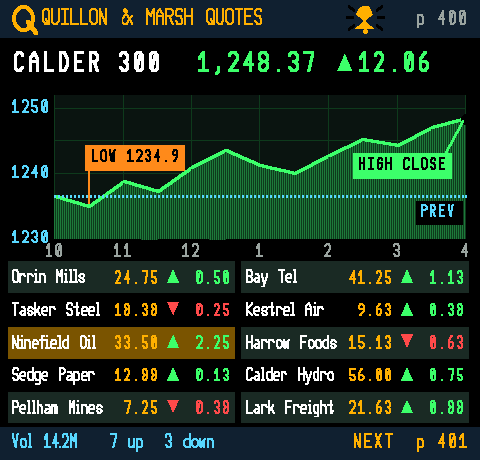 QUILLON & MARSH QUOTES p 400
CALDER 300 1,248.37 ▲12.06
1250
LOW 1234.9
HIGH CLOSE
1240
PREV
1230
10 11 12 1 2 3 4
Orrin Mills 24.75 ▲ 0.50 Bay Tel 41.25 ▲ 1.13
Tasker Steel 18.38 ▼ 0.25 Kestrel Air 9.63 ▲ 0.38
Ninefield Oil 33.50 ▲ 2.25 Harrow Foods 15.13 ▼ 0.63
Sedge Paper 12.88 ▲ 0.13 Calder Hydro 56.00 ▲ 0.75
Pellham Mines 7.25 ▼ 0.38 Lark Freight 21.63 ▲ 0.88
Vol 14.2M 7 up 3 down NEXT p 401